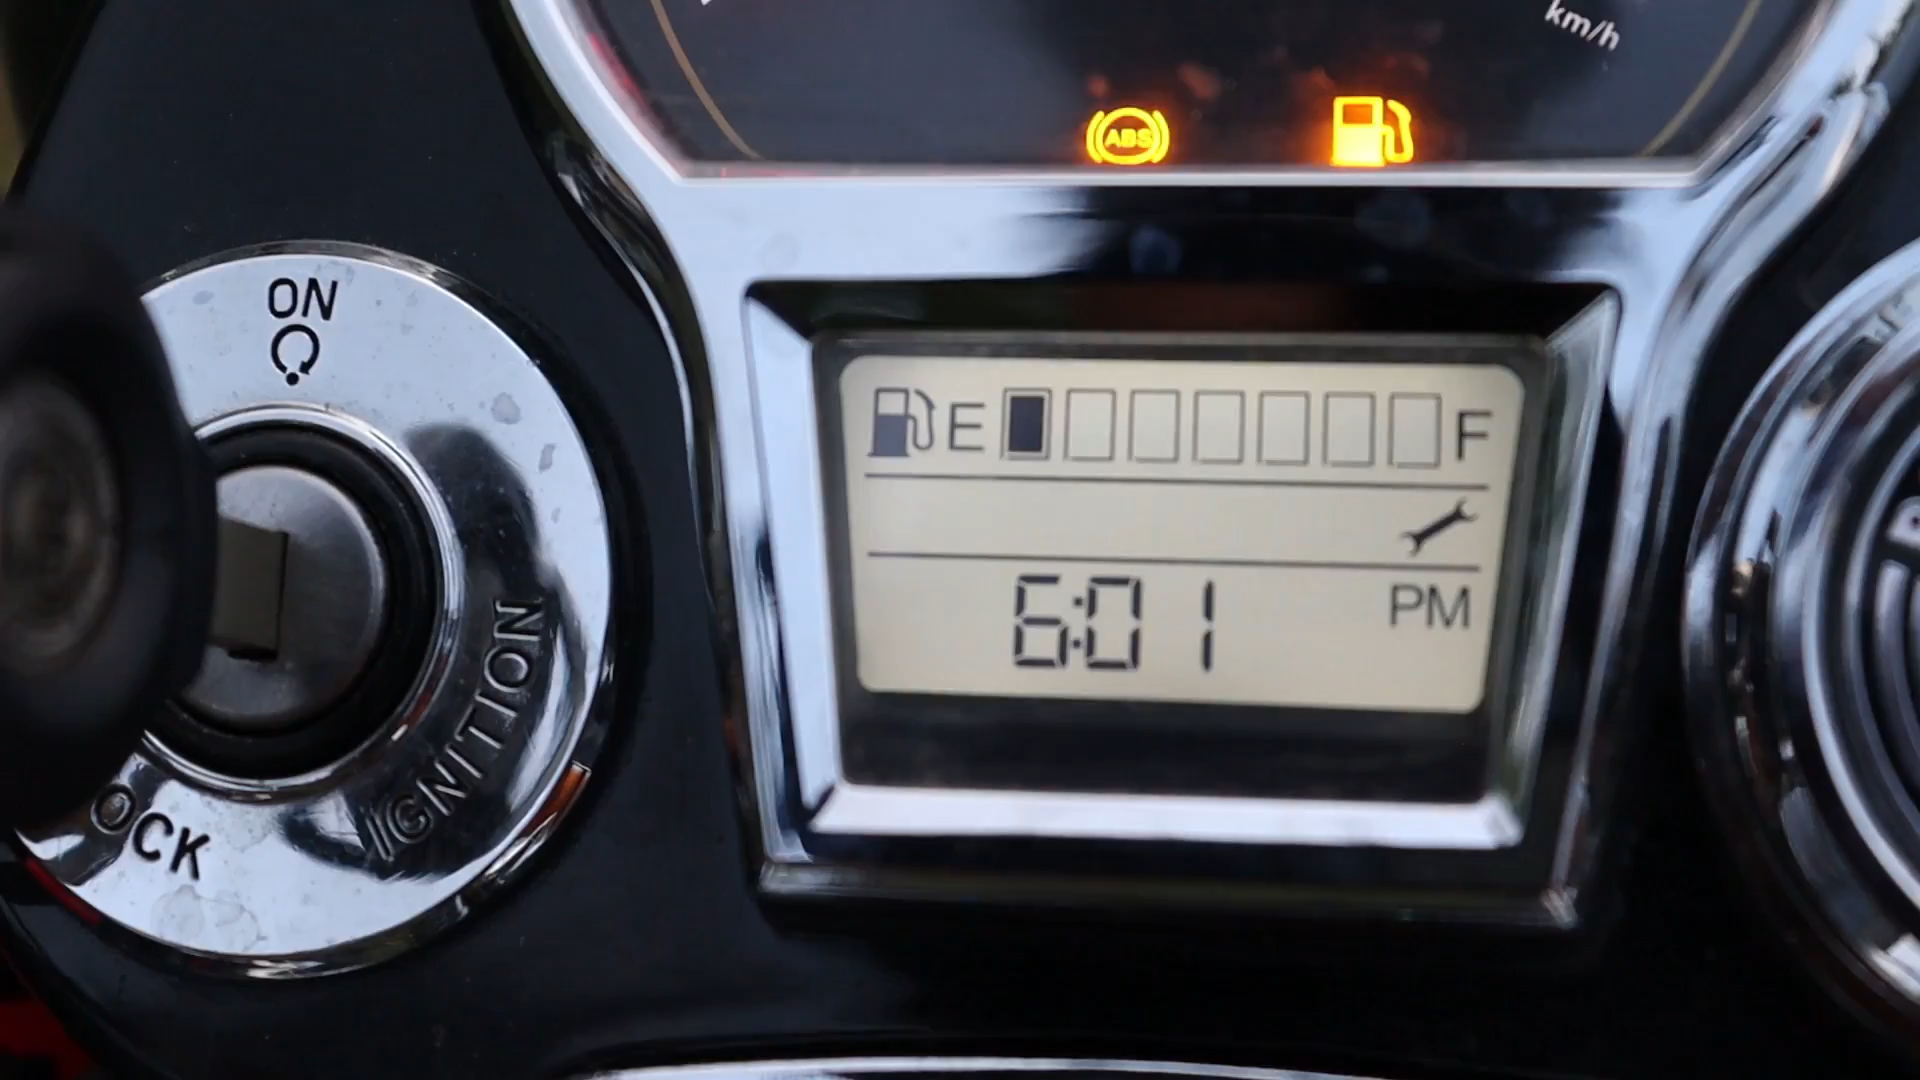 km/h
ABS
ON
E F
6:01 PM
IGNITION
OCK